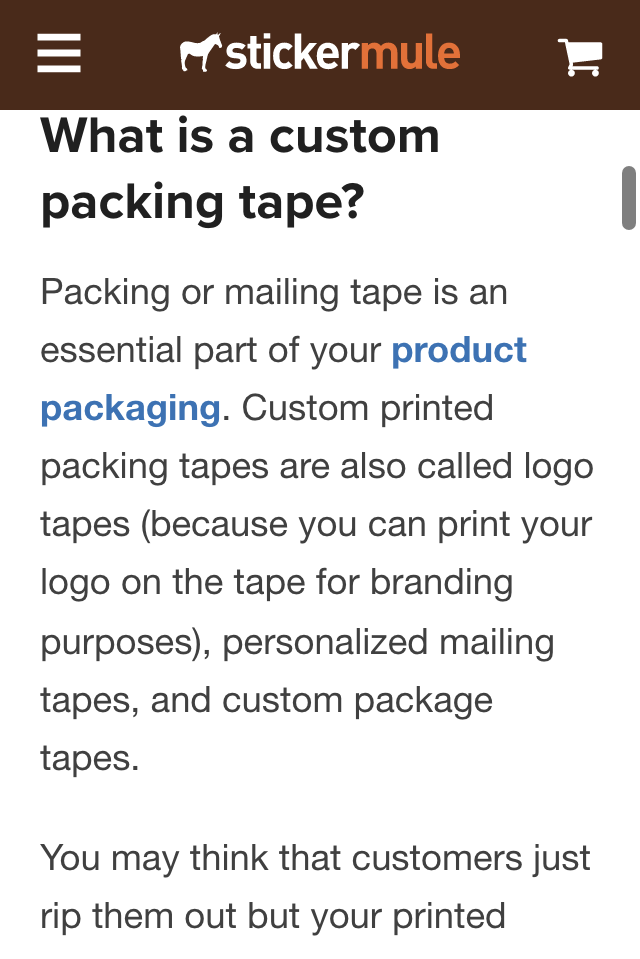 stickermule
What is a custom
packing tape?
Packing or mailing tape is an
essential part of your product
packaging. Custom printed
packing tapes are also called logo
tapes (because you can print your
logo on the tape for branding
purposes), personalized mailing
tapes, and custom package
tapes.
You may think that customers just
rip them out but your printed